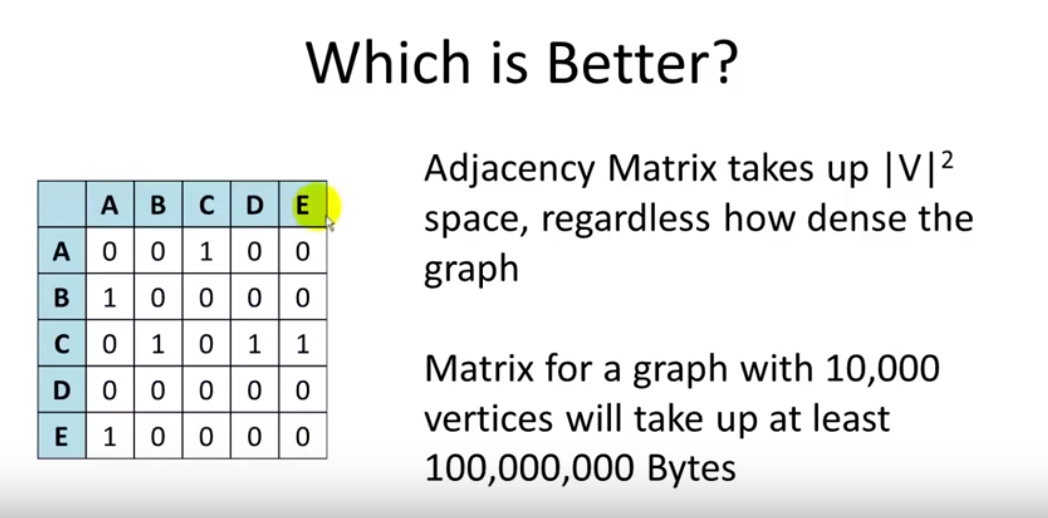 Which is Better?
A B C D E
A 0 0 1 0 0
B 1 0 0 0 0
C 0 1 0 1 1
D 0 0 0 0 0
E 1 0 0 0 0
Adjacency Matrix takes up |V|²
space, regardless how dense the
graph
Matrix for a graph with 10,000
vertices will take up at least
100,000,000 Bytes